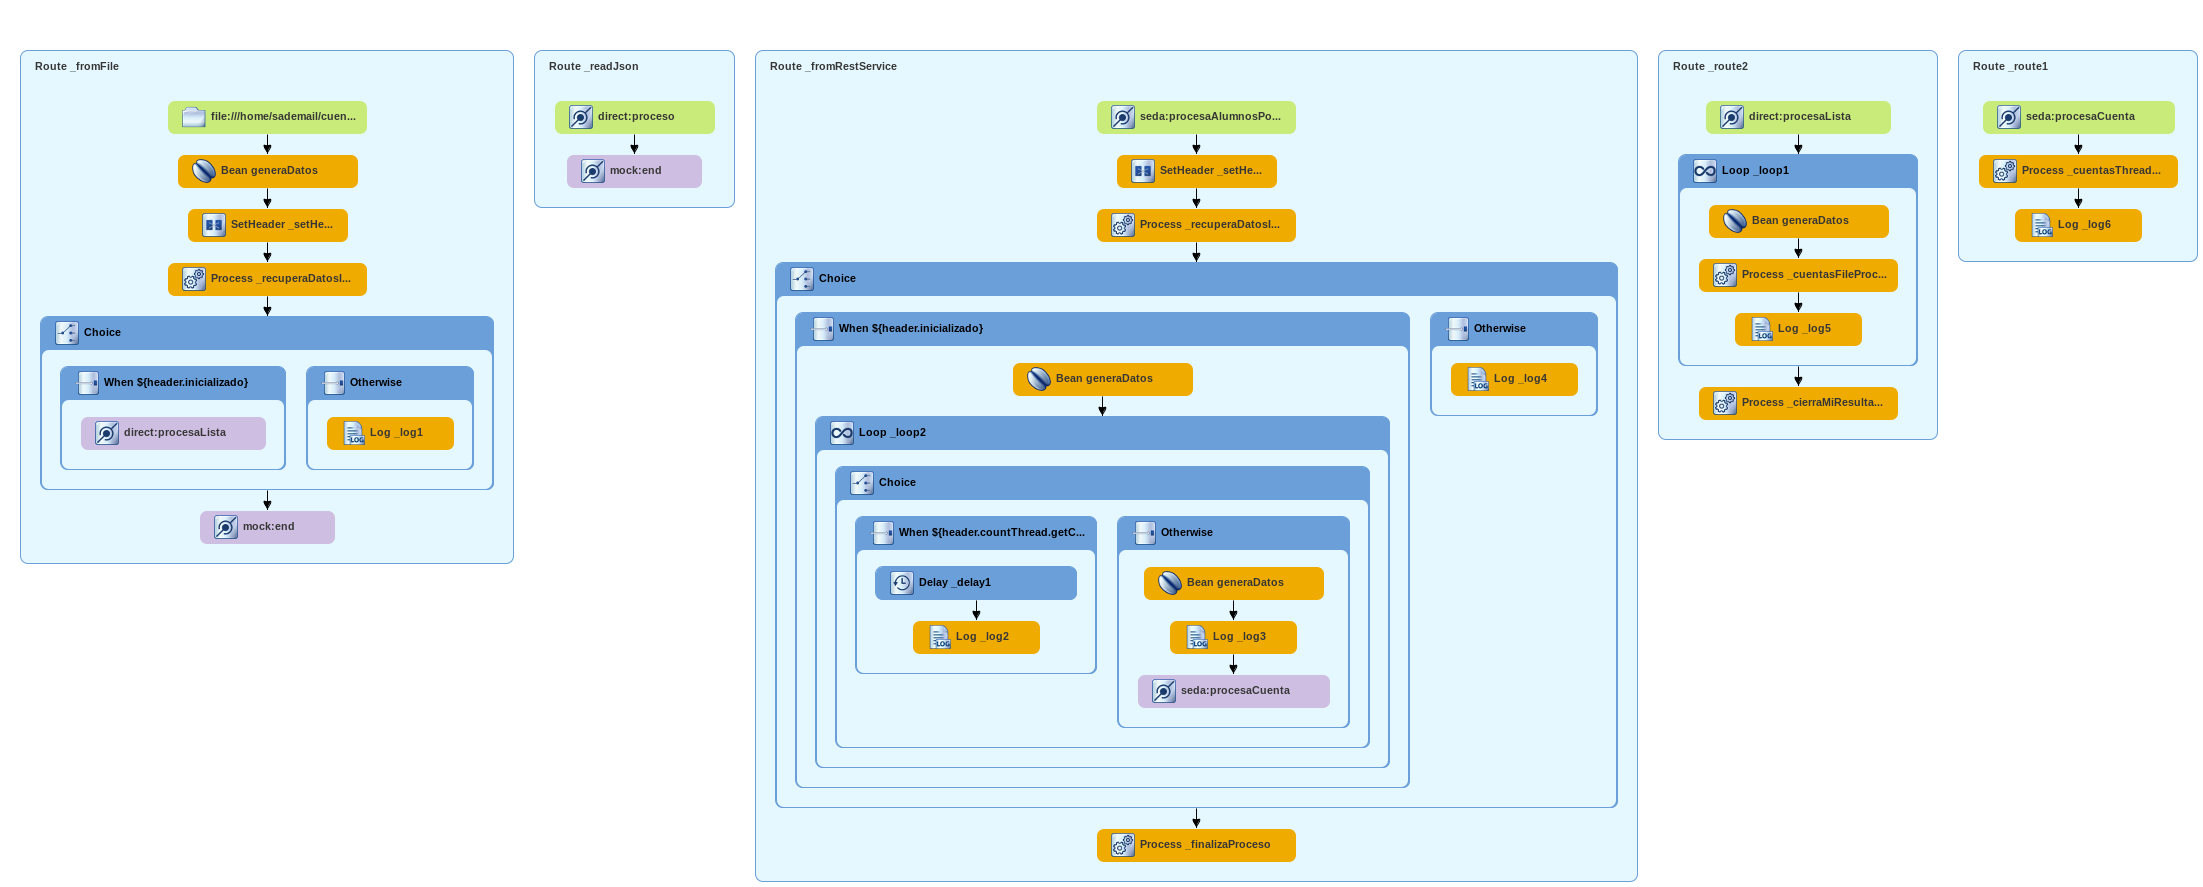 Route _fromFile
file:///home/sademail/cuen...
Bean generaDatos
SetHeader _setHe...
Process _recuperaDatosI...
Choice
When ${header.inicializado}
direct:procesaLista
Otherwise
Log _log1
mock:end
Route _readJson
direct:proceso
mock:end
Route _fromRestService
seda:procesaAlumnosPo...
SetHeader _setHe...
Process _recuperaDatosI...
Choice
When ${header.inicializado}
Bean generaDatos
Loop _loop2
Choice
When ${header.countThread.getC...
Delay _delay1
Log _log2
Otherwise
Bean generaDatos
Log _log3
seda:procesaCuenta
Otherwise
Log _log4
Process _finalizaProceso
Route _route2
direct:procesaLista
Loop _loop1
Bean generaDatos
Process _cuentasFileProc...
Log _log5
Process _cierraMiResulta...
Route _route1
seda:procesaCuenta
Process _cuentasThread...
Log _log6